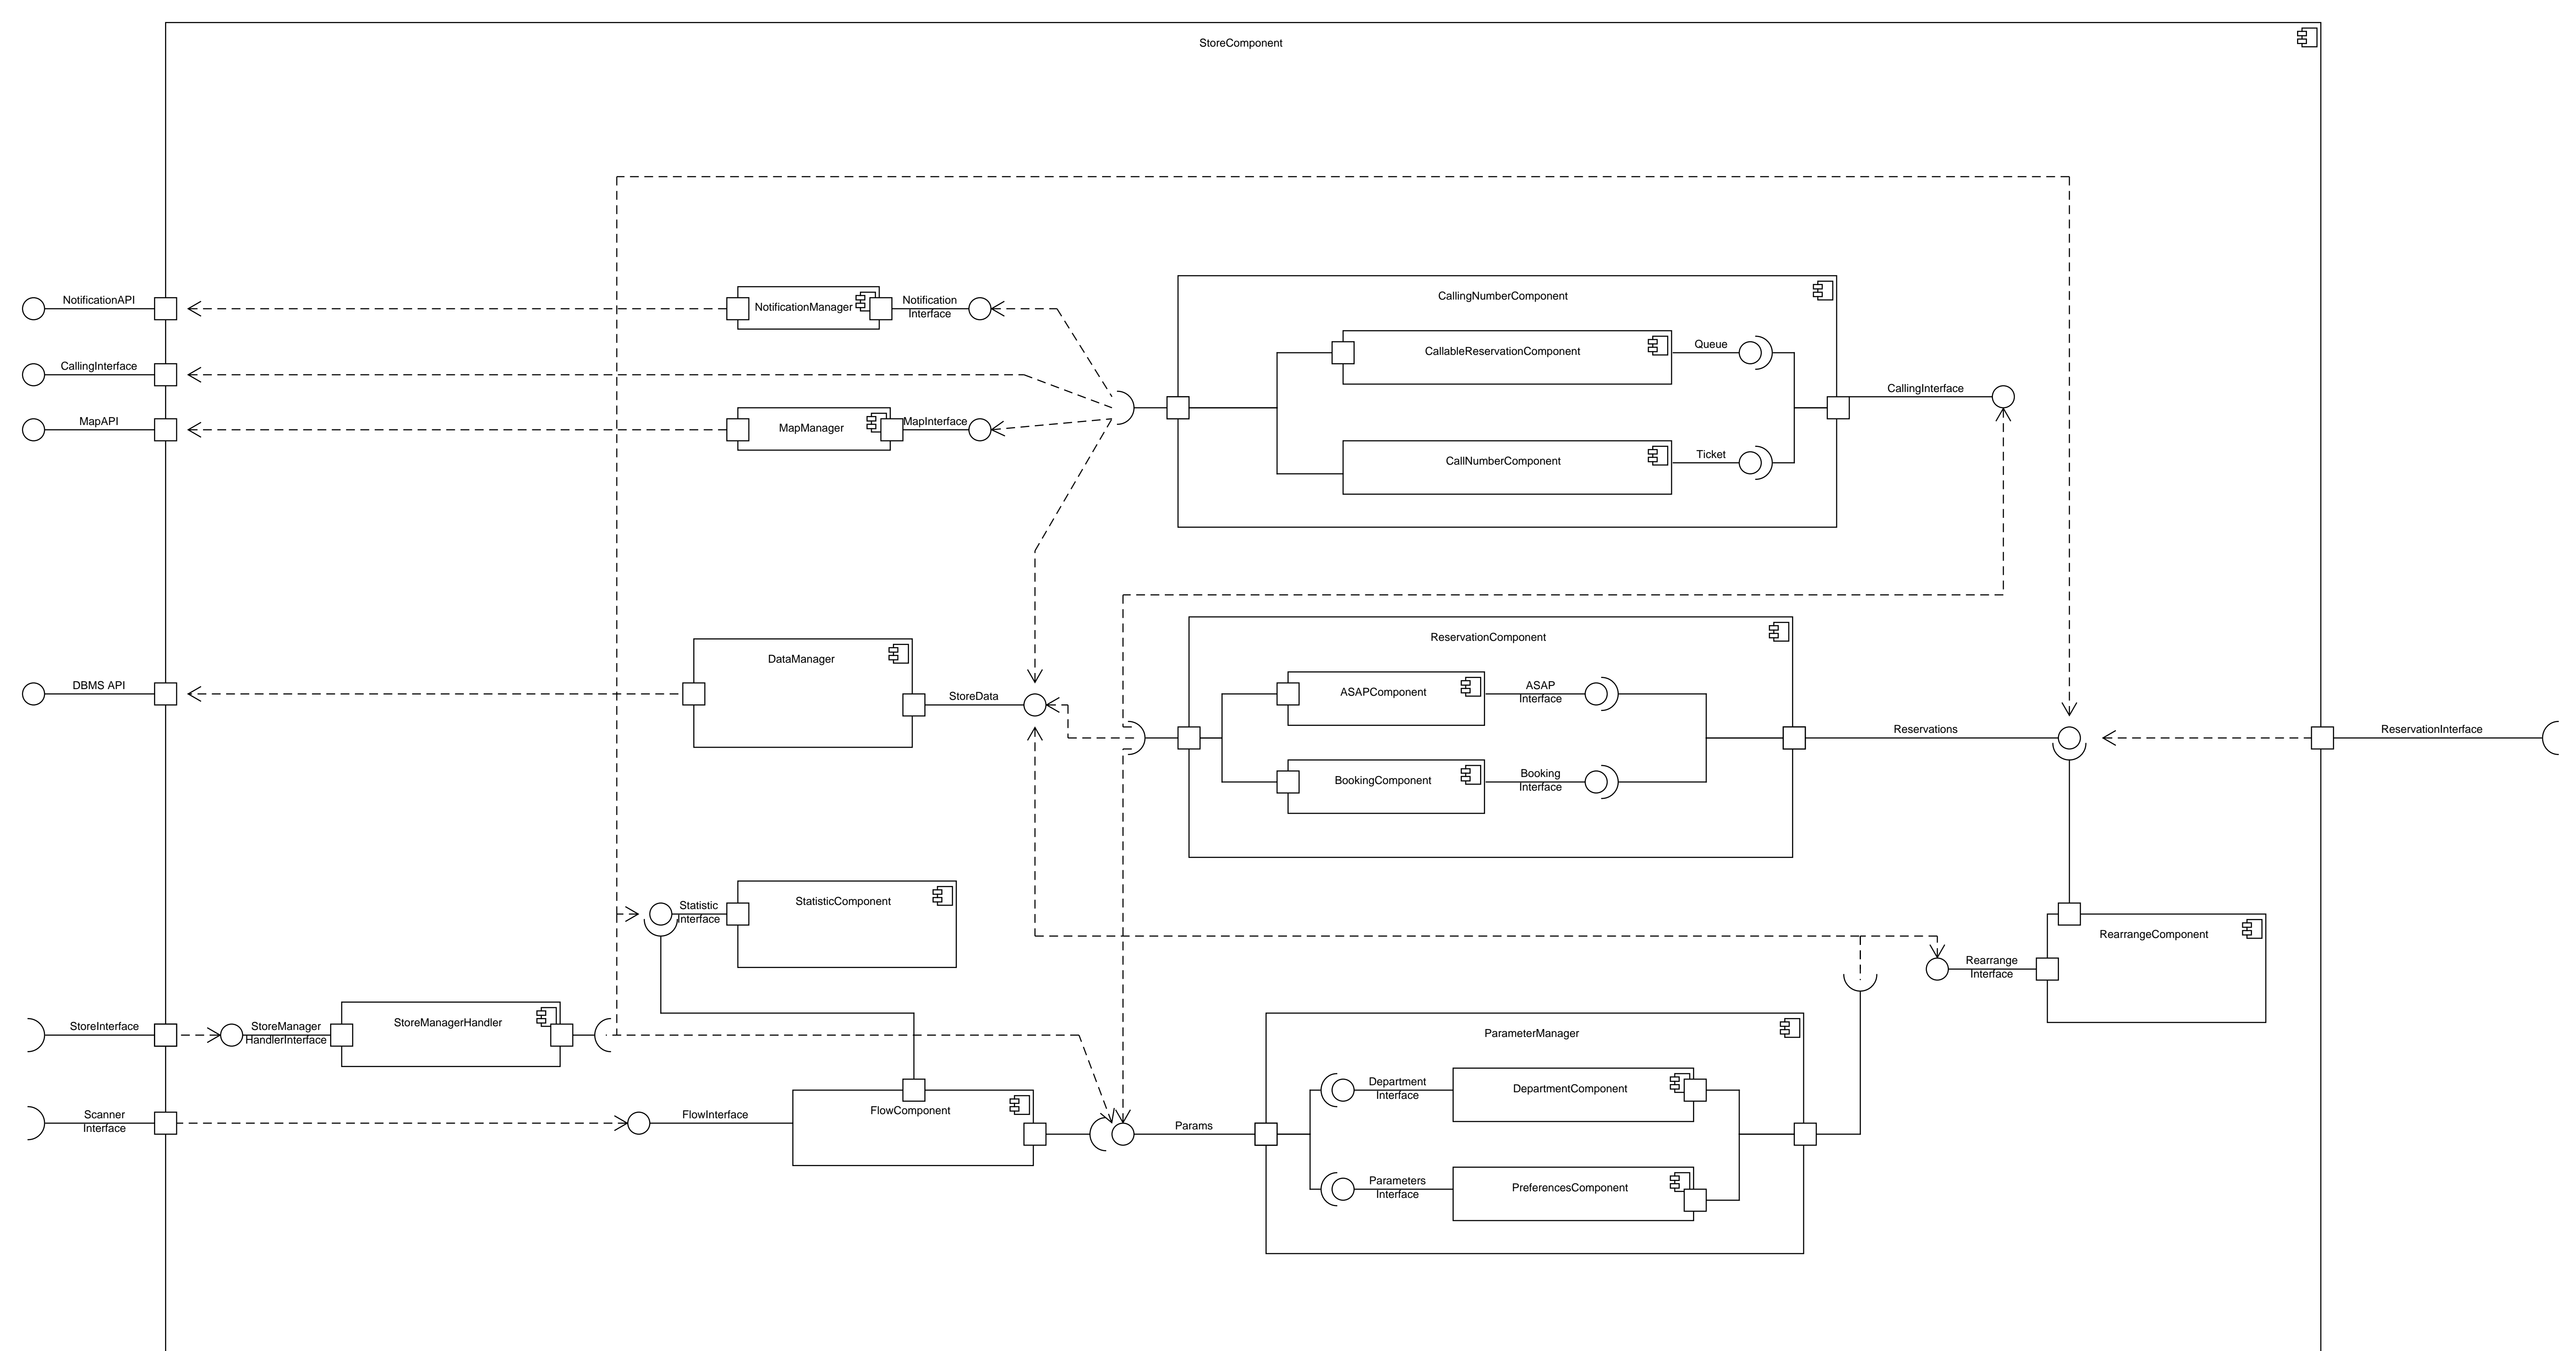 StoreComponent
NotificationAPI
NotificationManager
Notification
Interface
CallingNumberComponent
CallableReservationComponent
Queue
CallingInterface
CallingInterface
MapAPI
MapManager
MapInterface
CallNumberComponent
Ticket
ReservationComponent
DBMS API
DataManager
StoreData
ASAPComponent
ASAP
Interface
Reservations
ReservationInterface
BookingComponent
Booking
Interface
StatisticComponent
Statistic
Interface
RearrangeComponent
Rearrange
Interface
StoreInterface
StoreManager
HandlerInterface
StoreManagerHandler
ParameterManager
Scanner
Interface
FlowInterface
FlowComponent
Params
Department
Interface
DepartmentComponent
Parameters
Interface
PreferencesComponent